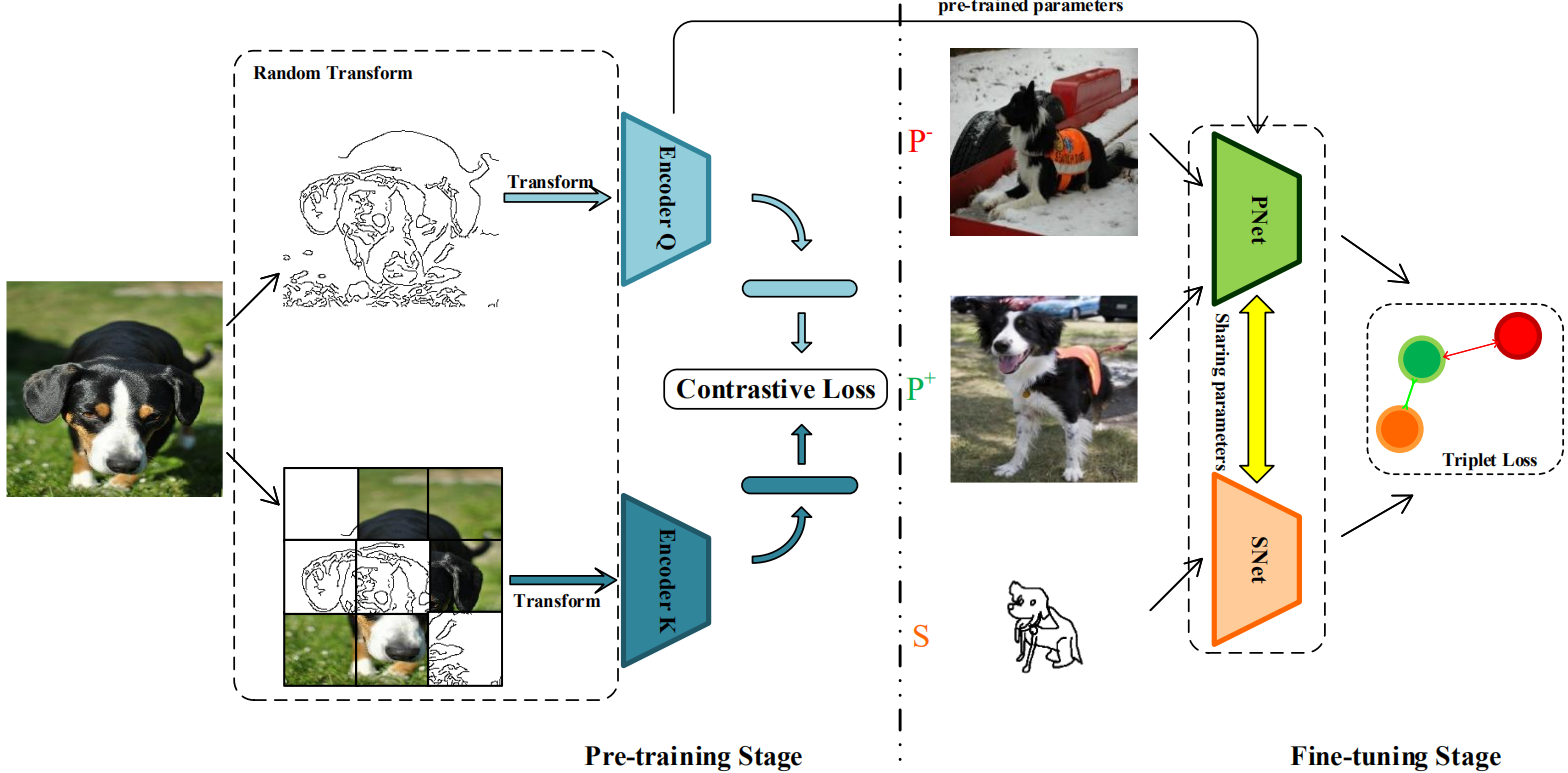 pre-trained parameters
Random Transform
Transform
Encoder Q
Contrastive Loss
Transform
Encoder K
Pre-training Stage
P-
P+
S
PNet
Sharing parameters
SNet
Triplet Loss
Fine-tuning Stage